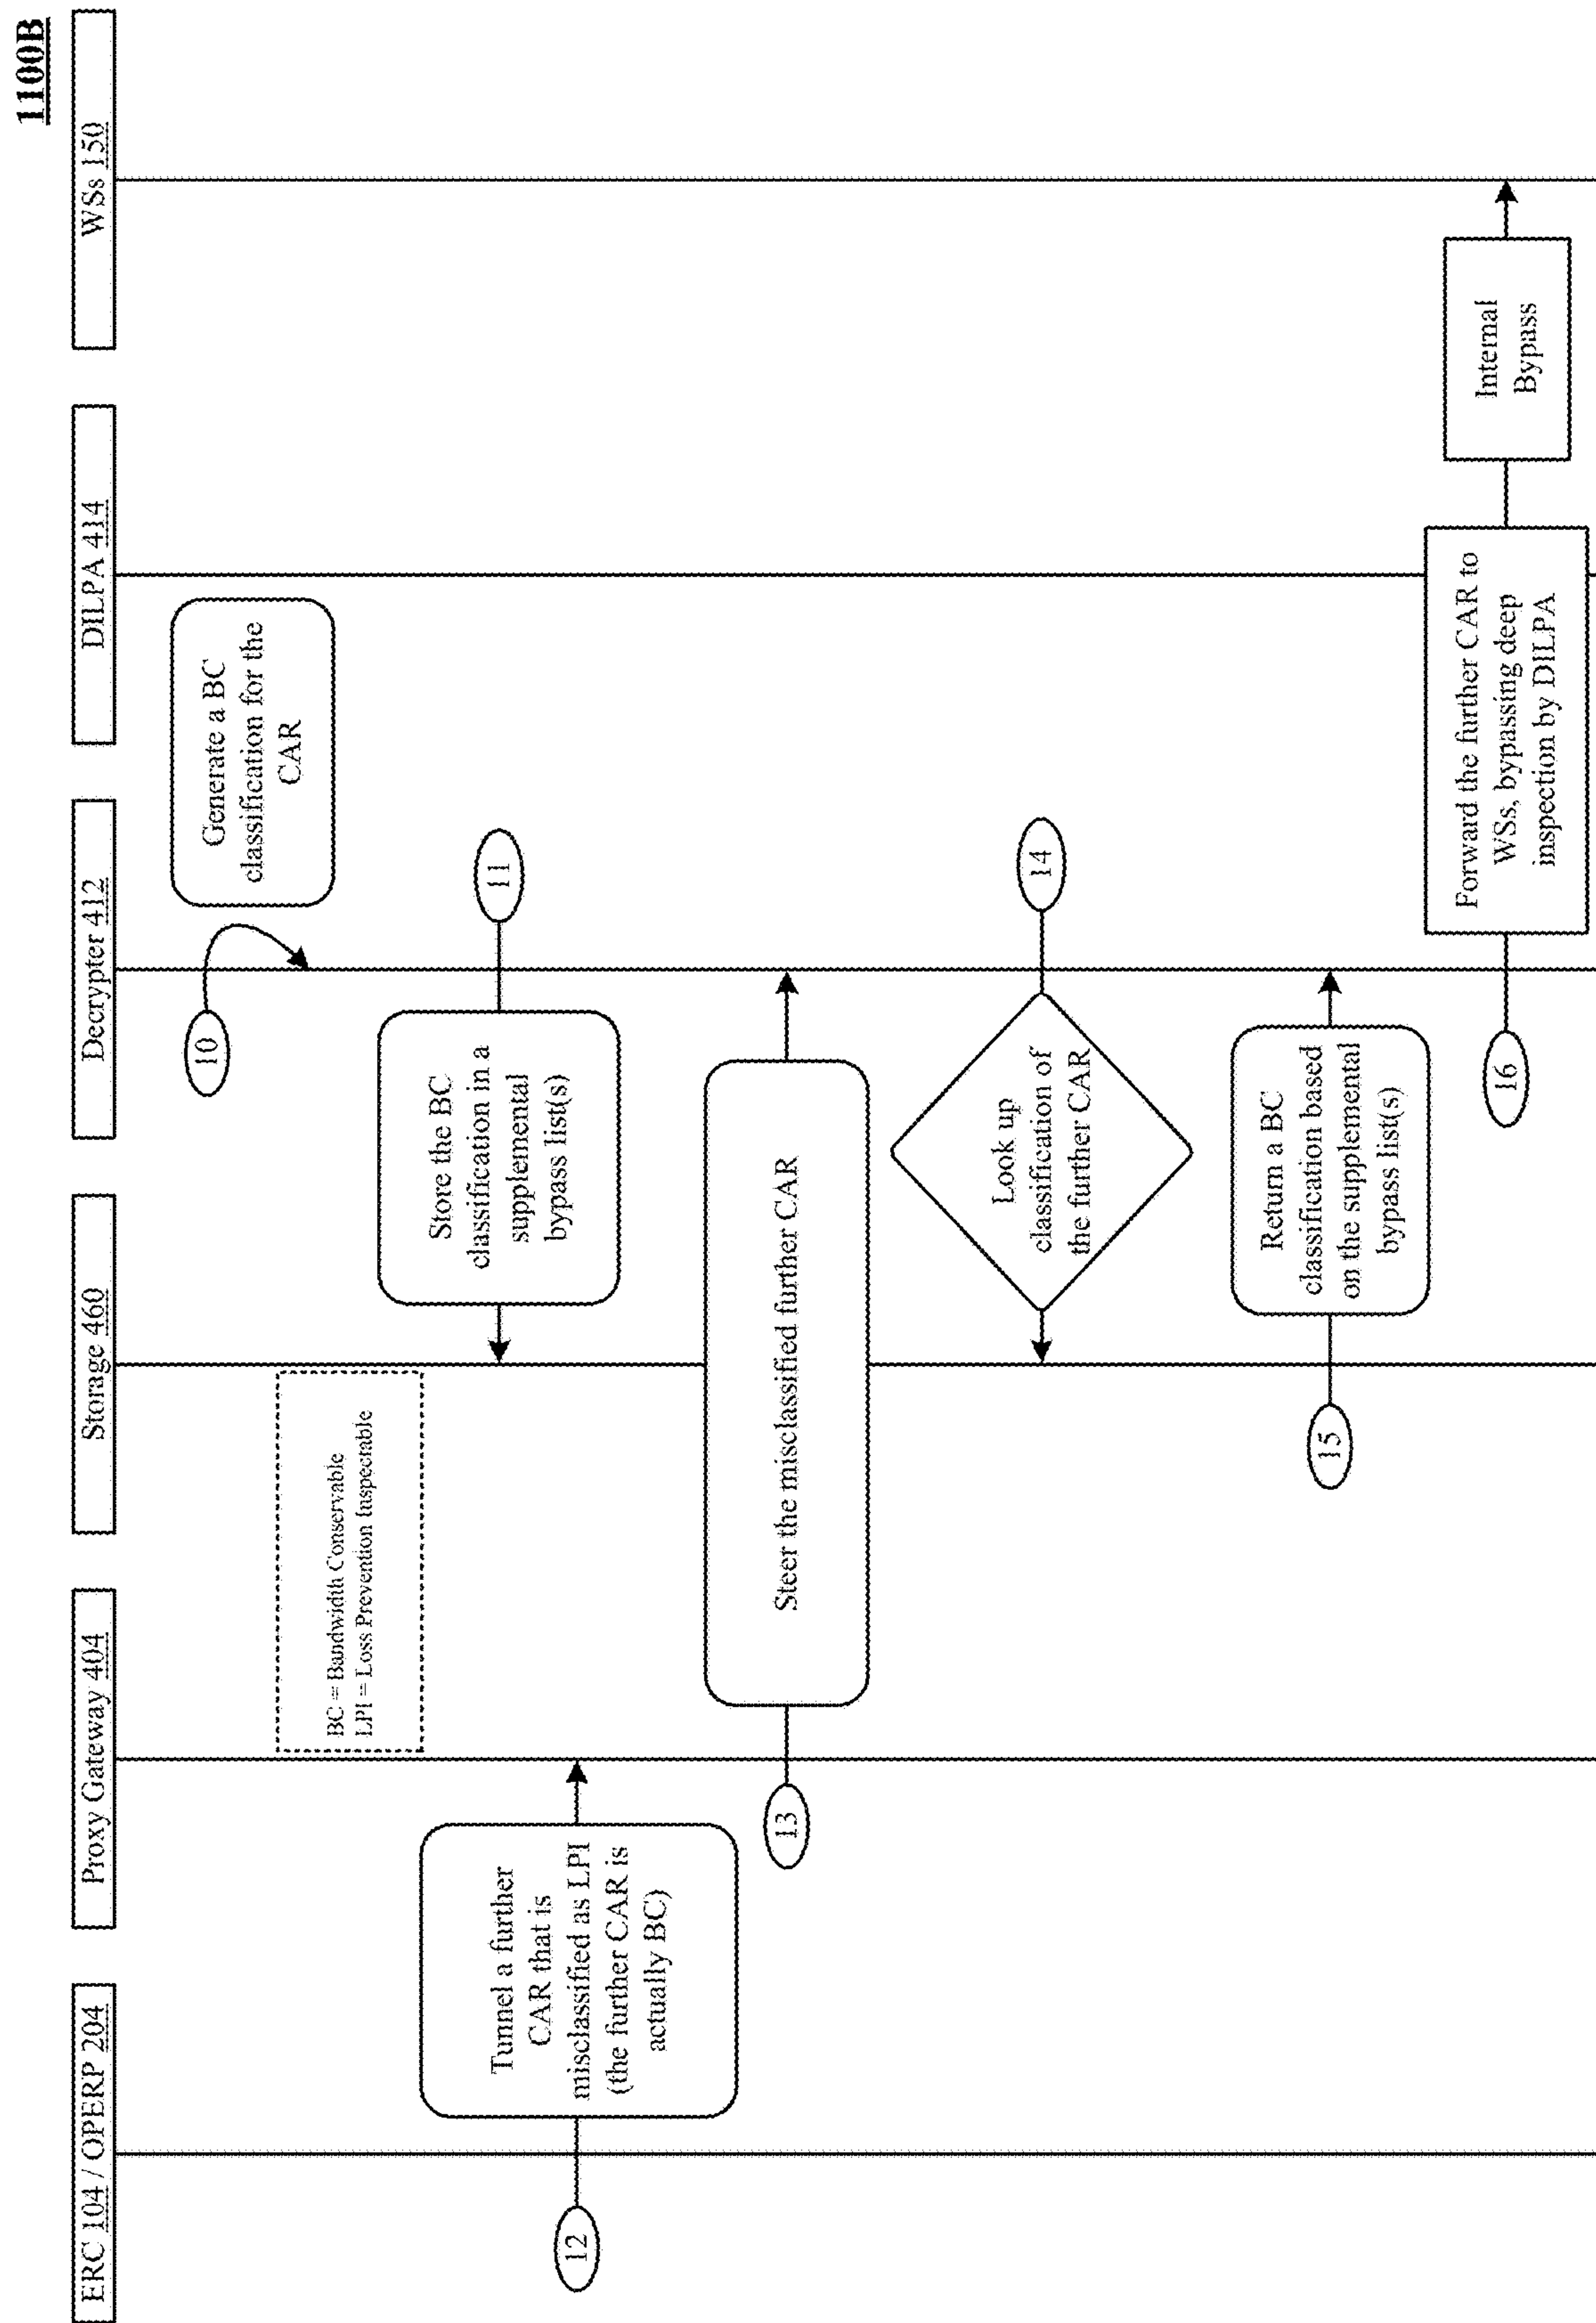 1100B
ERC 104 / OPERP 204
Proxy Gateway 404
Storage 460
Decrypter 412
DILPA 414
WSs 150
10
Generate a BC
classification for the
CAR
BC = Bandwidth Conservable
LPI = Loss Prevention Inspectable
Store the BC
classification in a
supplemental
bypass list(s)
11
12
Tunnel a further
CAR that is
misclassified as LPI
(the further CAR is
actually BC)
13
Steer the misclassified further CAR
Look up
classification of
the further CAR
14
15
Return a BC
classification based
on the supplemental
bypass list(s)
16
Forward the further CAR to
WSs, bypassing deep
inspection by DILPA
Internal
Bypass